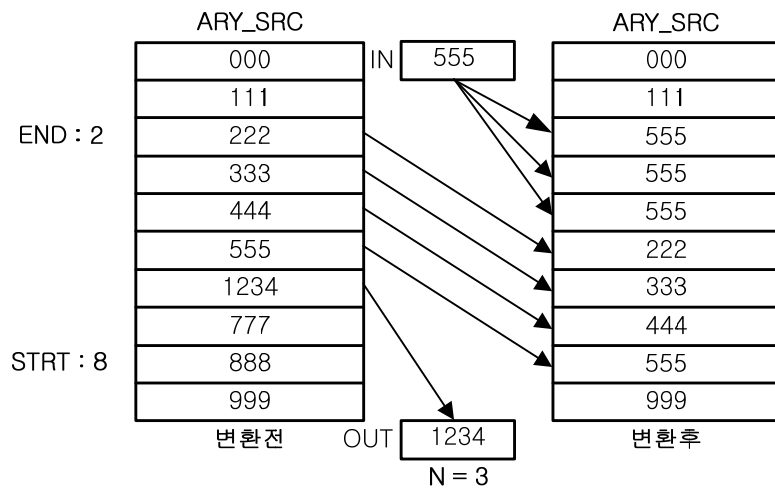 ARY_SRC ARY_SRC
000 IN 555 000
111 111
END : 2 222 555
333 555
444 555
555 222
1234 333
777 444
STRT : 8 888 555
999 999
변환전 OUT 1234 변환후
N = 3